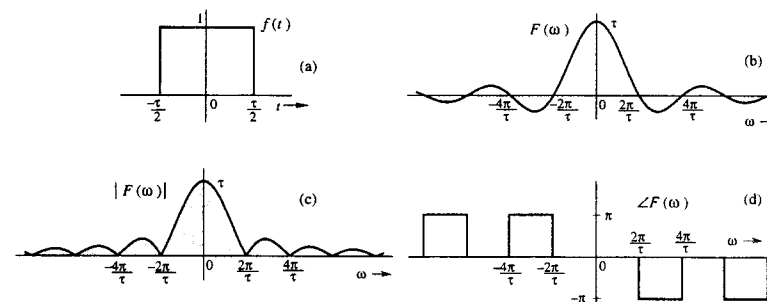 1
f(t)
(a)
-τ/2
0
τ/2
t →
F(ω)
τ
(b)
-4π/τ
-2π/τ
0
2π/τ
4π/τ
ω
|F(ω)|
τ
(c)
-4π/τ
-2π/τ
0
2π/τ
4π/τ
ω →
(d)
π
∠F(ω)
2π/τ
4π/τ
ω →
-4π/τ
-2π/τ
0
-π